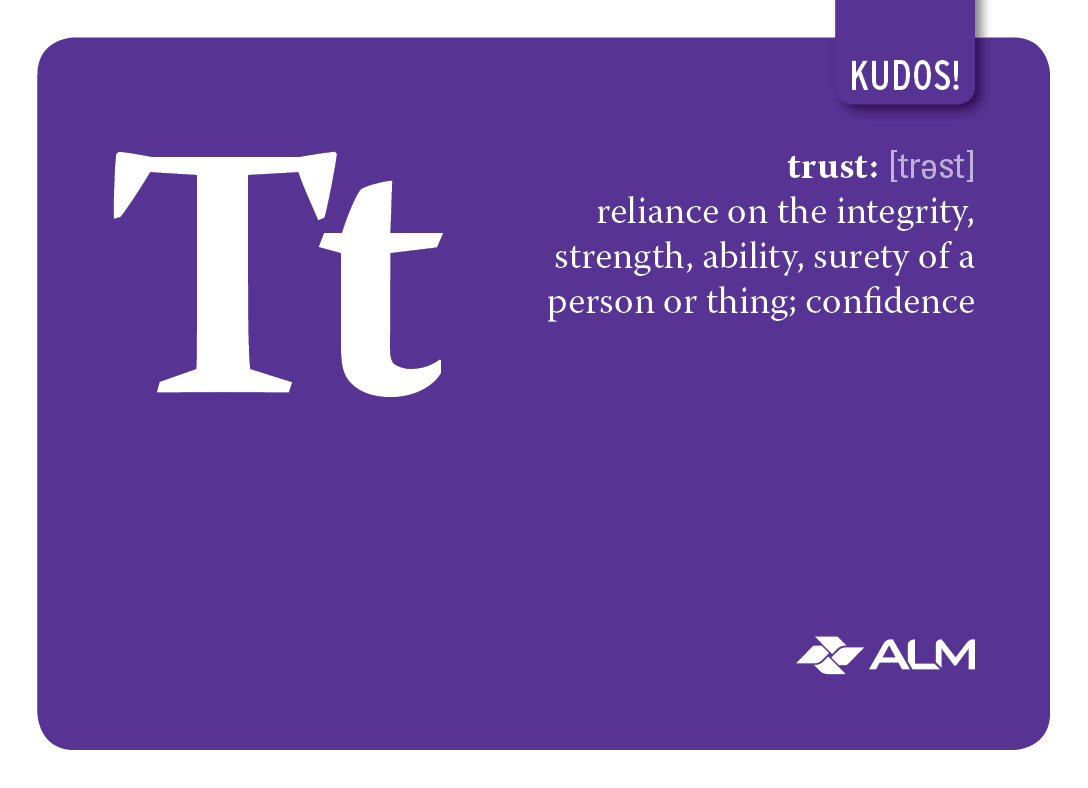 KUDOS!
Tt
trust: [trəst]
reliance on the integrity,
strength, ability, surety of a
person or thing; confidence
ALM